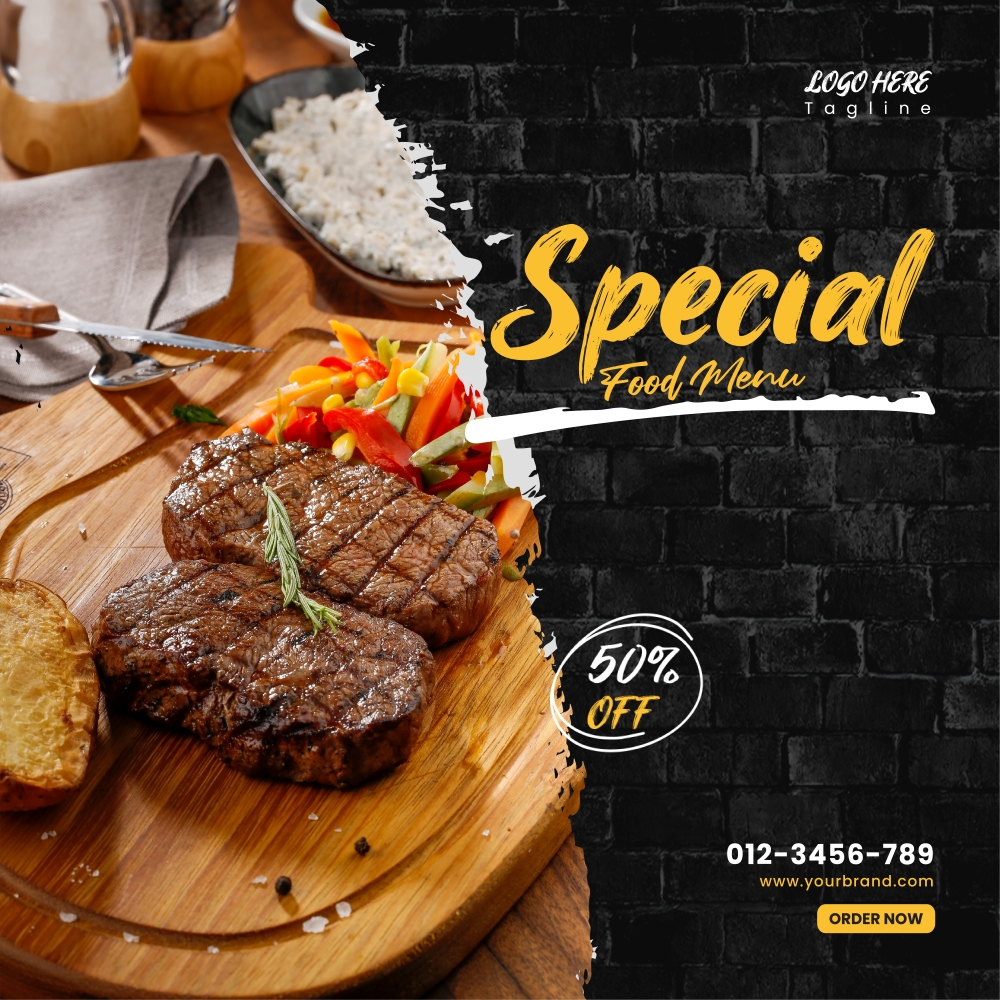 LOGO HERE
Tagline
Special
Food Menu
50%
OFF
012-3456-789
www.yourbrand.com
ORDER NOW